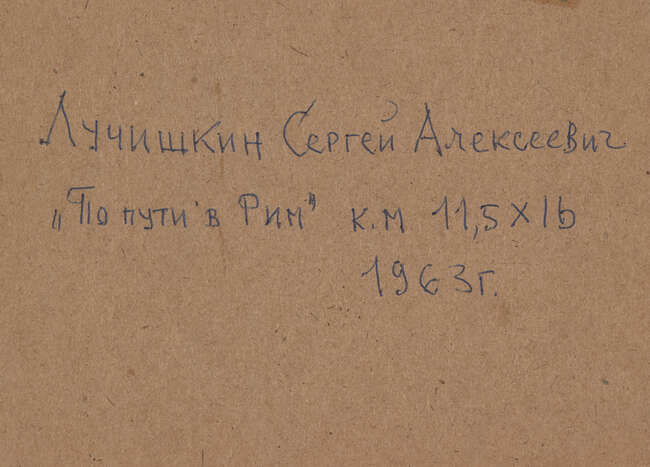 Лучишкин Сергей Алексеевич
„По пути в Рим" к.м 11,5х16
1963г.